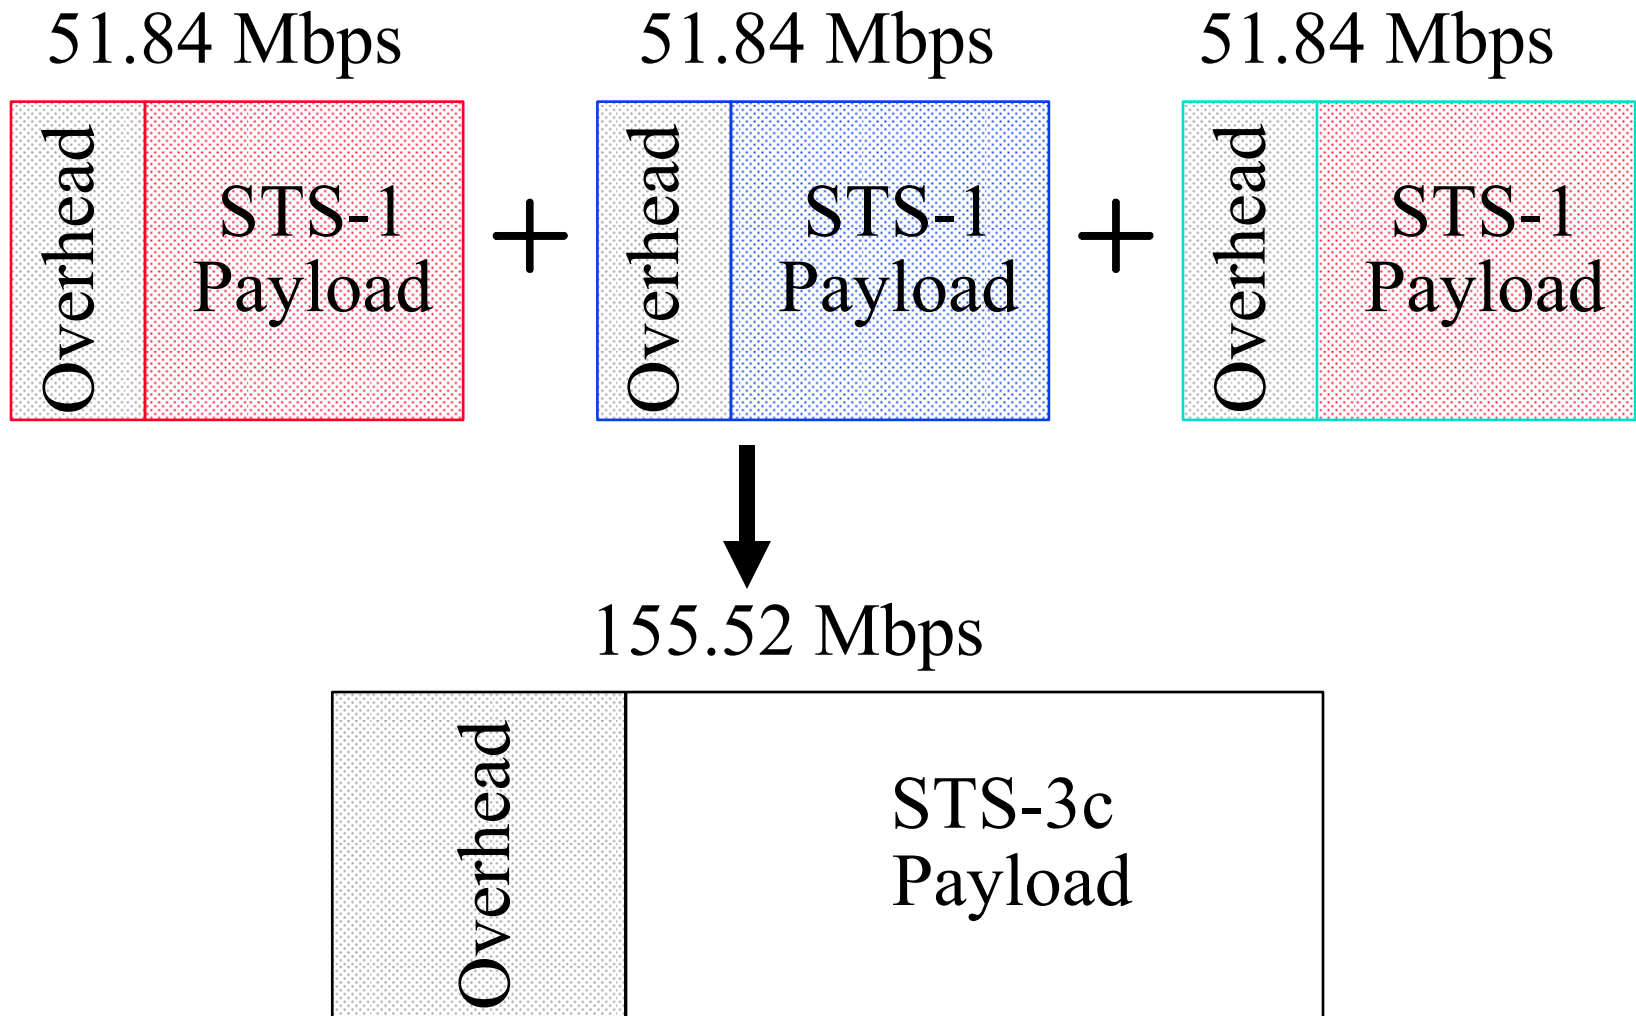 51.84 Mbps
51.84 Mbps
51.84 Mbps
Overhead
STS-1
Payload
Overhead
STS-1
Payload
Overhead
STS-1
Payload
155.52 Mbps
Overhead
STS-3c
Payload